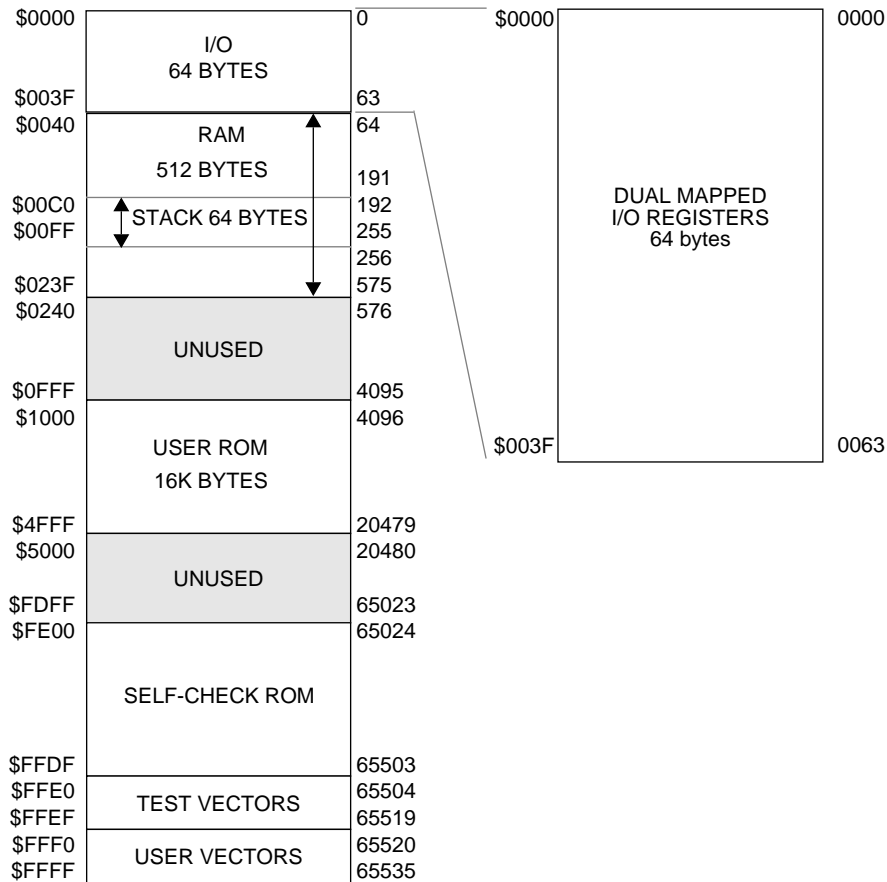 $0000
0
I/O
64 BYTES
$003F
63
$0040
64
RAM
512 BYTES
191
$00C0
192
STACK 64 BYTES
$00FF
255
256
$023F
575
$0240
576
UNUSED
$0FFF
4095
$1000
4096
USER ROM
16K BYTES
$4FFF
20479
$5000
20480
UNUSED
$FDFF
65023
$FE00
65024
SELF-CHECK ROM
$FFDF
65503
$FFE0
65504
TEST VECTORS
$FFEF
65519
$FFF0
65520
USER VECTORS
$FFFF
65535
$0000
0000
DUAL MAPPED
I/O REGISTERS
64 bytes
$003F
0063